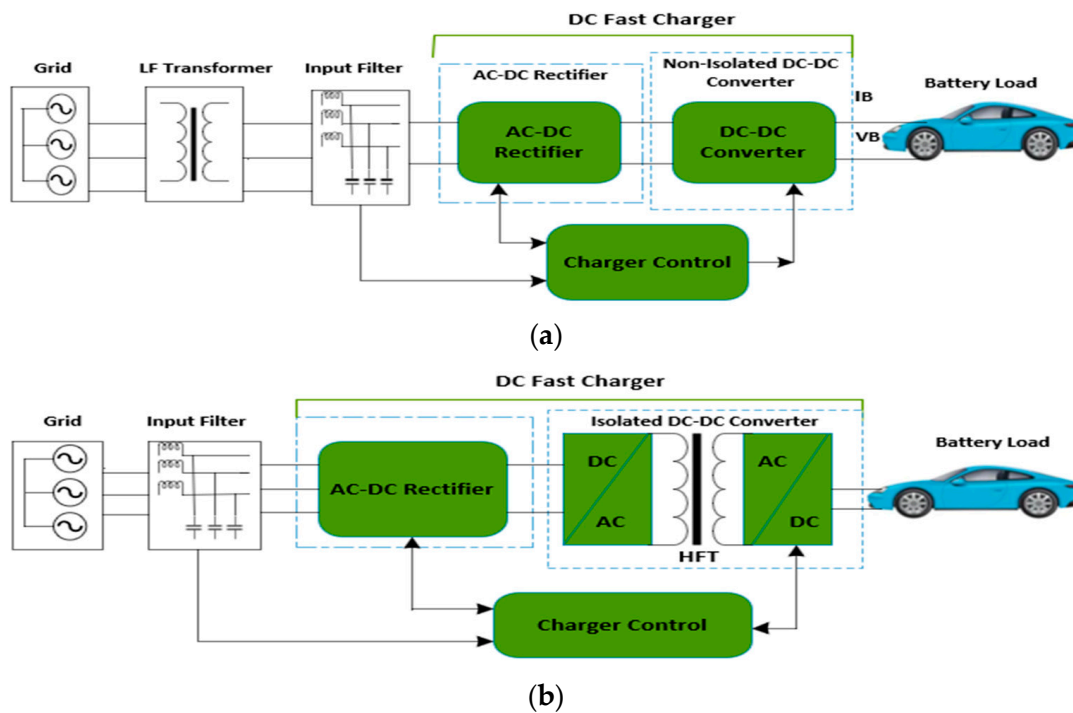 DC Fast Charger
Grid
LF Transformer
Input Filter
AC-DC Rectifier
Non-Isolated DC-DC
Converter
Battery Load
AC-DC
Rectifier
DC-DC
Converter
IB
VB
Charger Control
(a)
DC Fast Charger
Grid
Input Filter
Isolated DC-DC Converter
Battery Load
AC-DC Rectifier
DC
AC
AC
DC
HFT
Charger Control
(b)